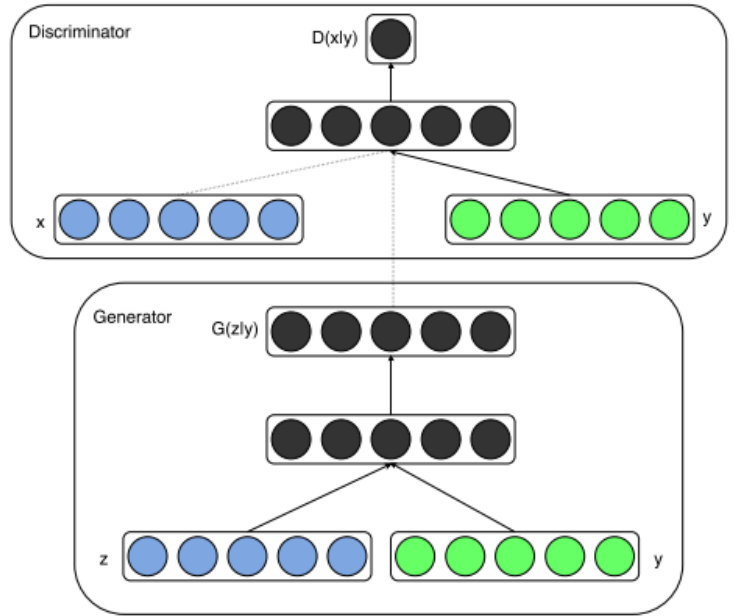 Discriminator
D(x|y)
x
y
Generator
G(z|y)
z
y